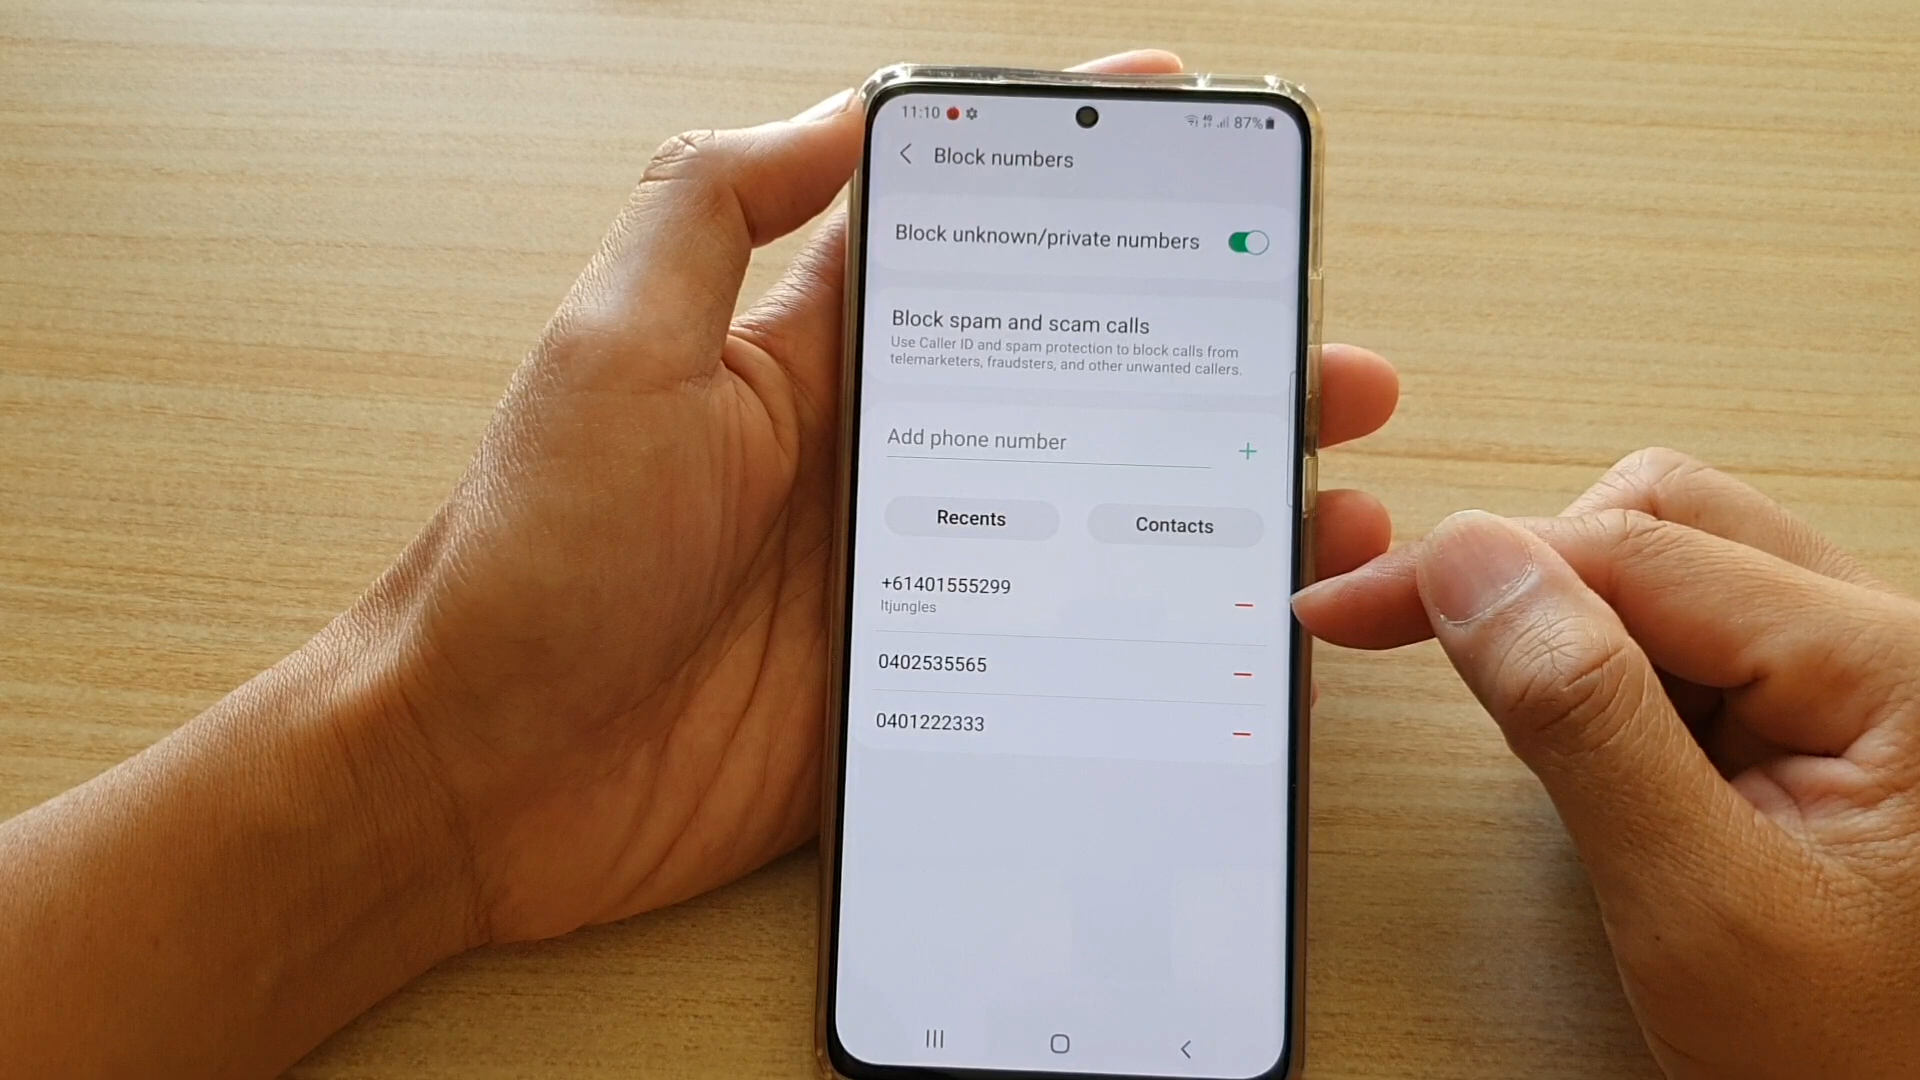 11:10
87%
Block numbers
Block unknown/private numbers
Block spam and scam calls
Use Caller ID and spam protection to block calls from
telemarketers, fraudsters, and other unwanted callers.
Add phone number
Recents
Contacts
+61401555299
Itjungles
0402535565
0401222333